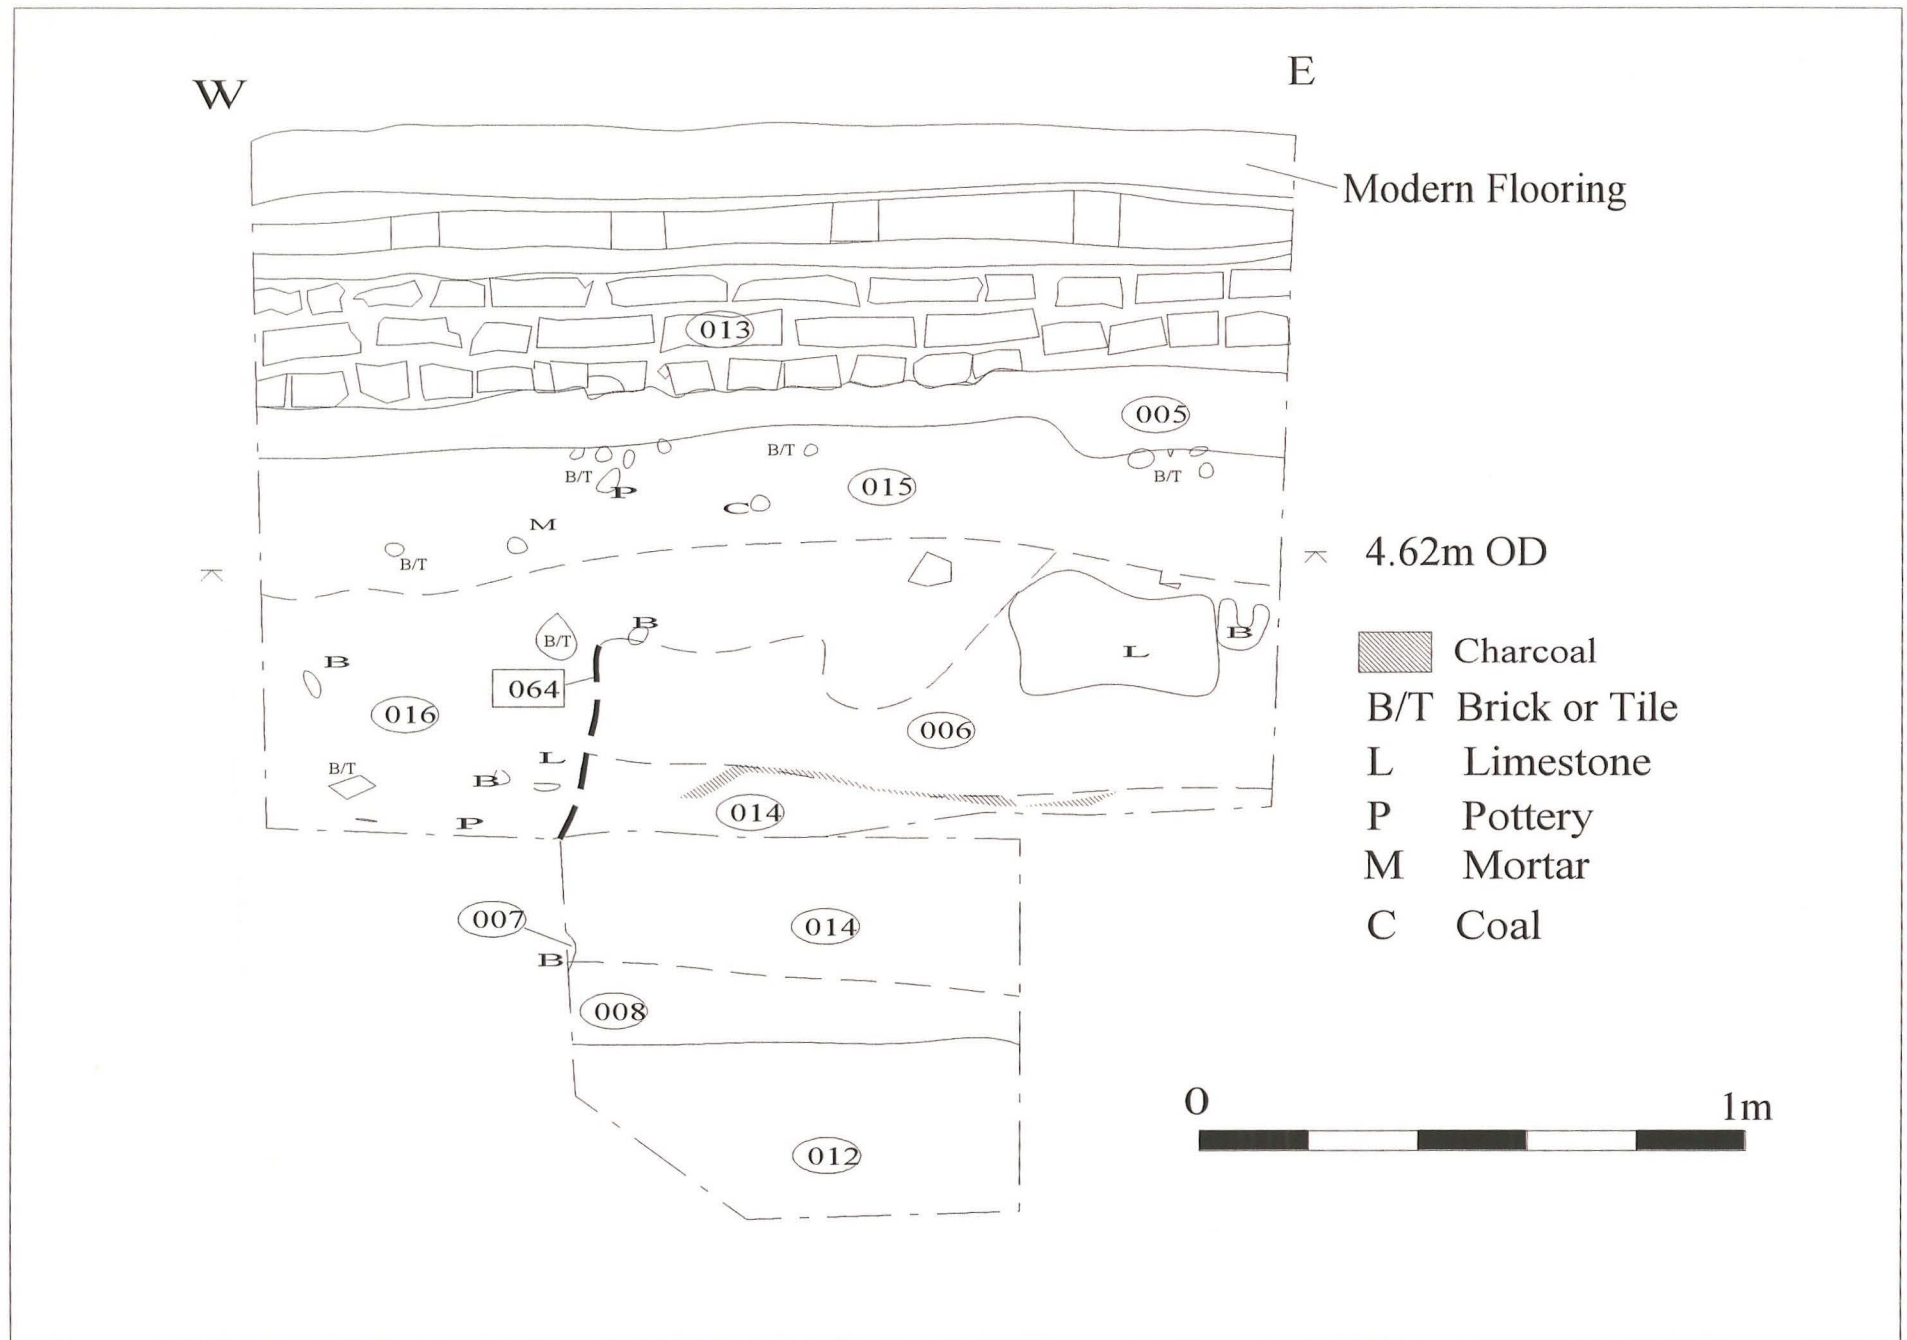 W
E
Modern Flooring
013
005
B/T
B/T
B/T
P
015
C
M
B/T
4.62m OD
B/T
B
B
L
B
064
016
006
L
B/T
B
014
P
007
014
B
008
012
Charcoal
B/T Brick or Tile
L Limestone
P Pottery
M Mortar
C Coal
0 1m